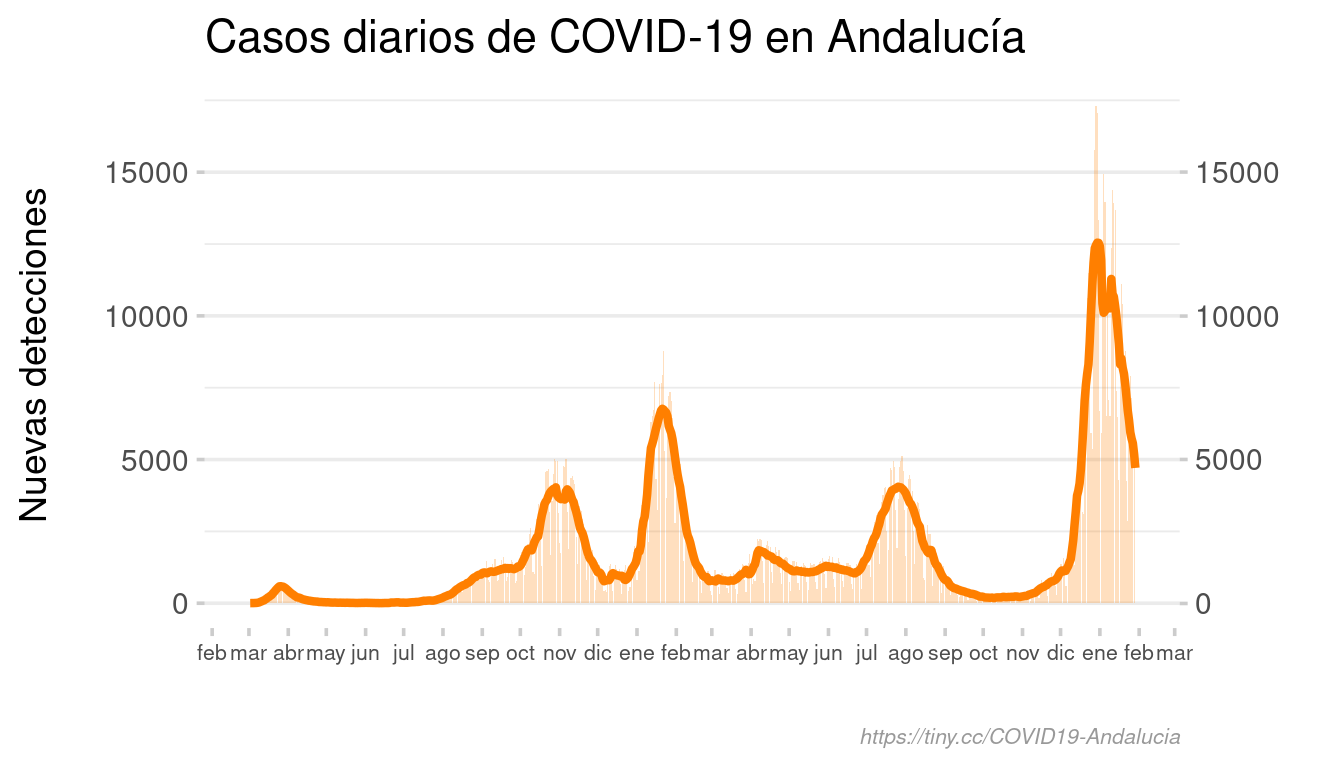 Casos diarios de COVID-19 en Andalucía
Nuevas detecciones
15000 15000
10000 10000
5000 5000
0 0
feb mar abr may jun jul ago sep oct nov dic ene feb mar abr may jun jul ago sep oct nov dic ene feb mar
https://tiny.cc/COVID19-Andalucia